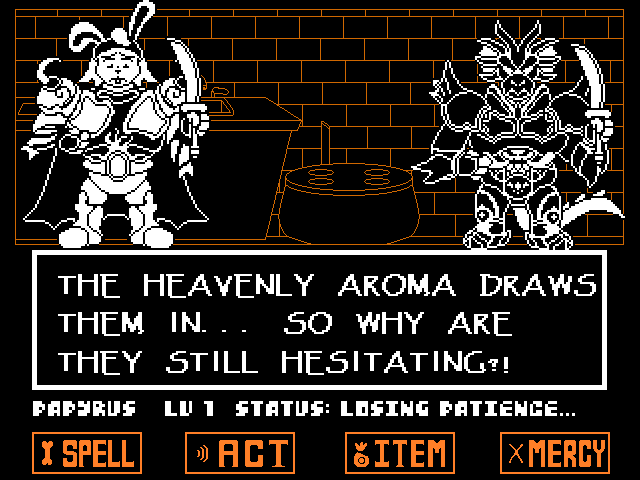 THE HEAVENLY AROMA DRAWS
THEM IN... SO WHY ARE
THEY STILL HESITATING?!
PAPYRUS LV 1 STATUS: LOSING PATIENCE...
SPELL ACT ITEM MERCY